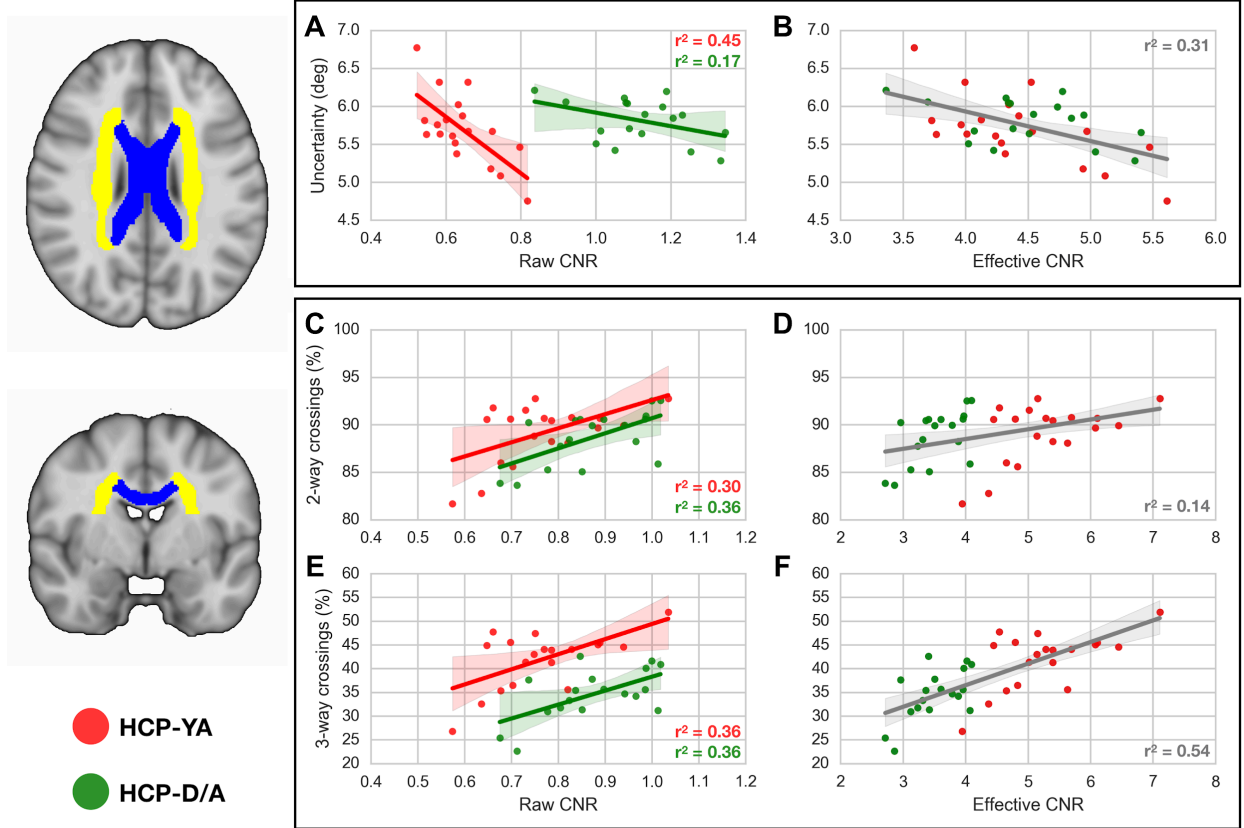 A
7.0
6.5
6.0
5.5
5.0
4.5
Uncertainty (deg)
r² = 0.45
r² = 0.17
0.4 0.6 0.8 1.0 1.2 1.4
Raw CNR
B
7.0
6.5
6.0
5.5
5.0
4.5
r² = 0.31
3.0 3.5 4.0 4.5 5.0 5.5 6.0
Effective CNR
C
100
95
90
85
80
2-way crossings (%)
r² = 0.30
r² = 0.36
0.4 0.5 0.6 0.7 0.8 0.9 1.0 1.1 1.2
D
100
95
90
85
80
r² = 0.14
2 3 4 5 6 7 8
E
60
55
50
45
40
35
30
25
20
3-way crossings (%)
r² = 0.36
r² = 0.36
0.4 0.5 0.6 0.7 0.8 0.9 1.0 1.1 1.2
Raw CNR
F
60
55
50
45
40
35
30
25
20
r² = 0.54
2 3 4 5 6 7 8
Effective CNR
HCP-YA
HCP-D/A